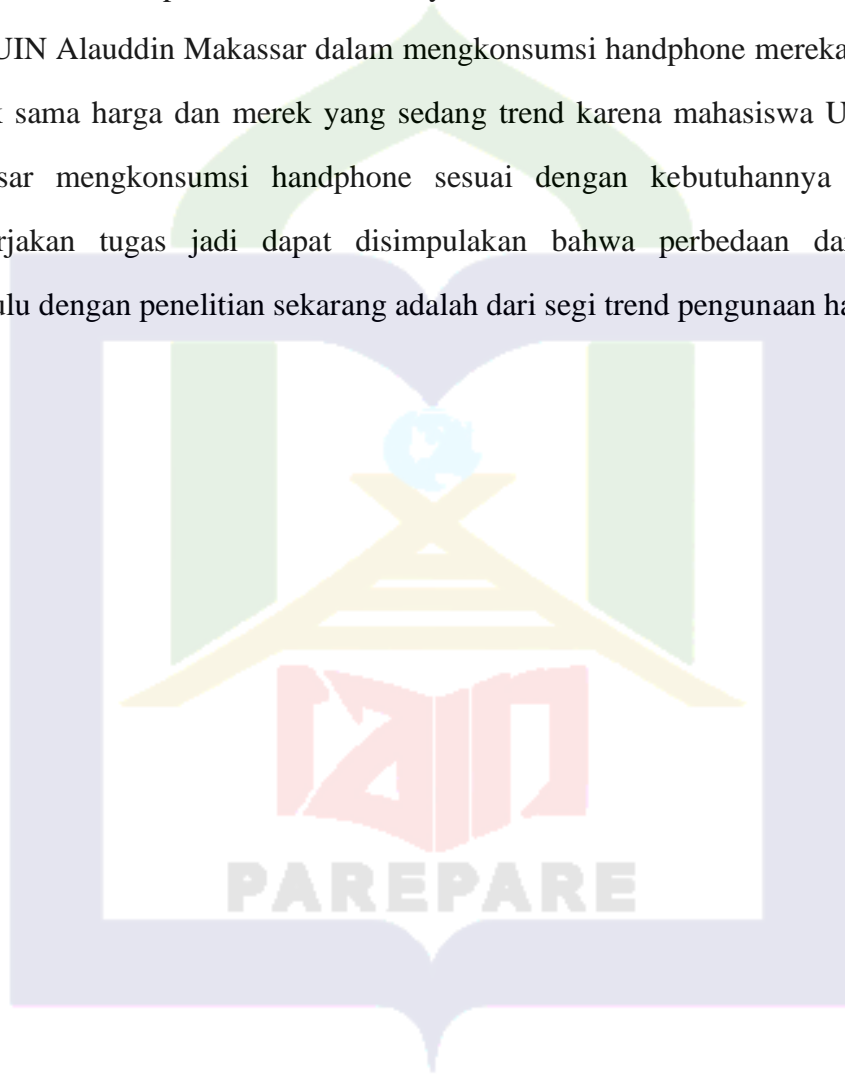 UIN Alauddin Makassar dalam mengkonsumsi handphone mereka
sama harga dan merek yang sedang trend karena mahasiswa U
sar mengkonsumsi handphone sesuai dengan kebutuhannya
rjakan tugas jadi dapat disimpulakan bahwa perbedaan da
ulu dengan penelitian sekarang adalah dari segi trend pengunaan ha
PAREPARE